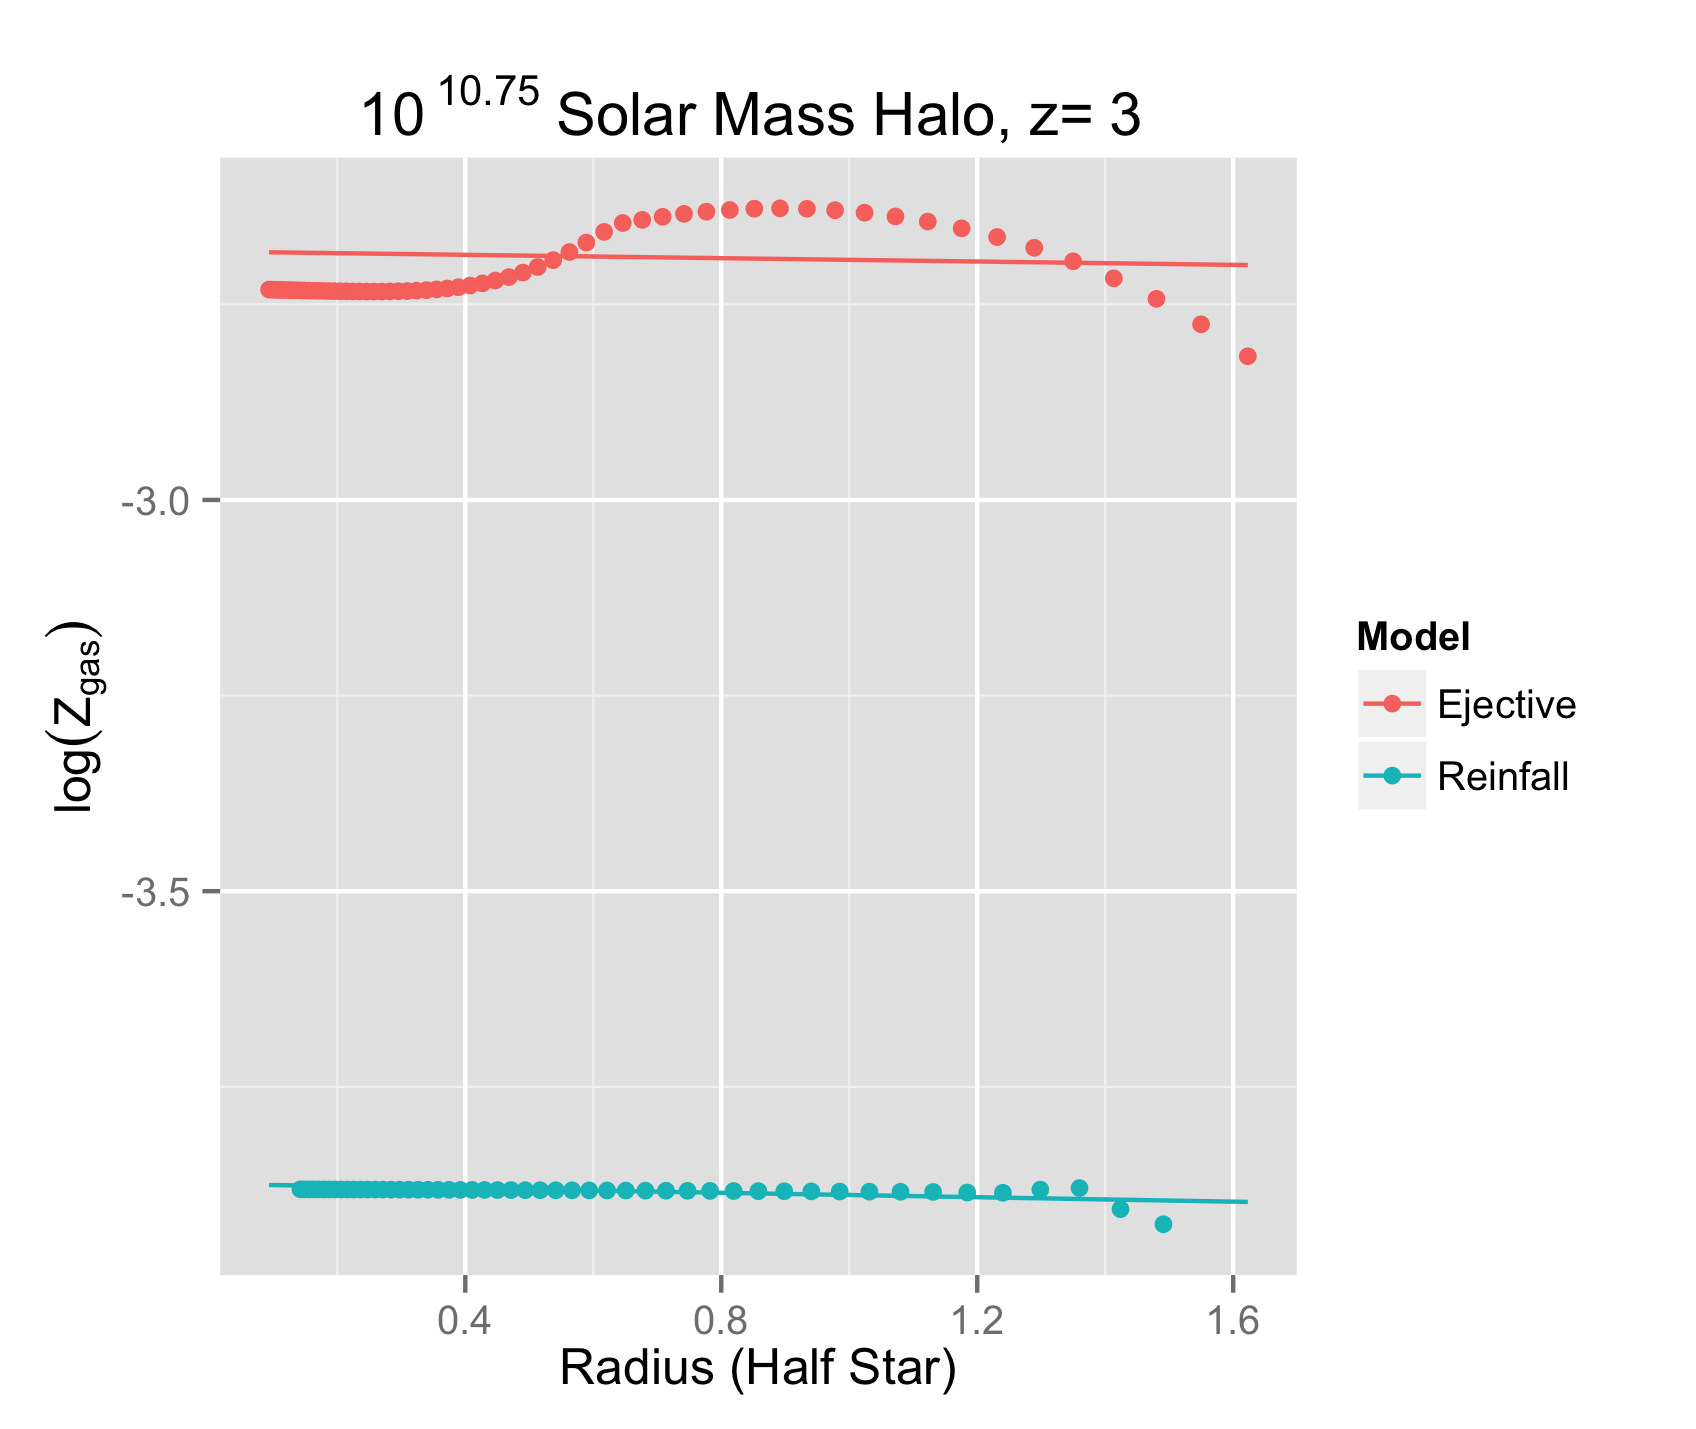 10 10.75 Solar Mass Halo, z= 3
-3.0
-3.5
log(Zgas)
0.4 0.8 1.2 1.6
Radius (Half Star)
Model
Ejective
Reinfall